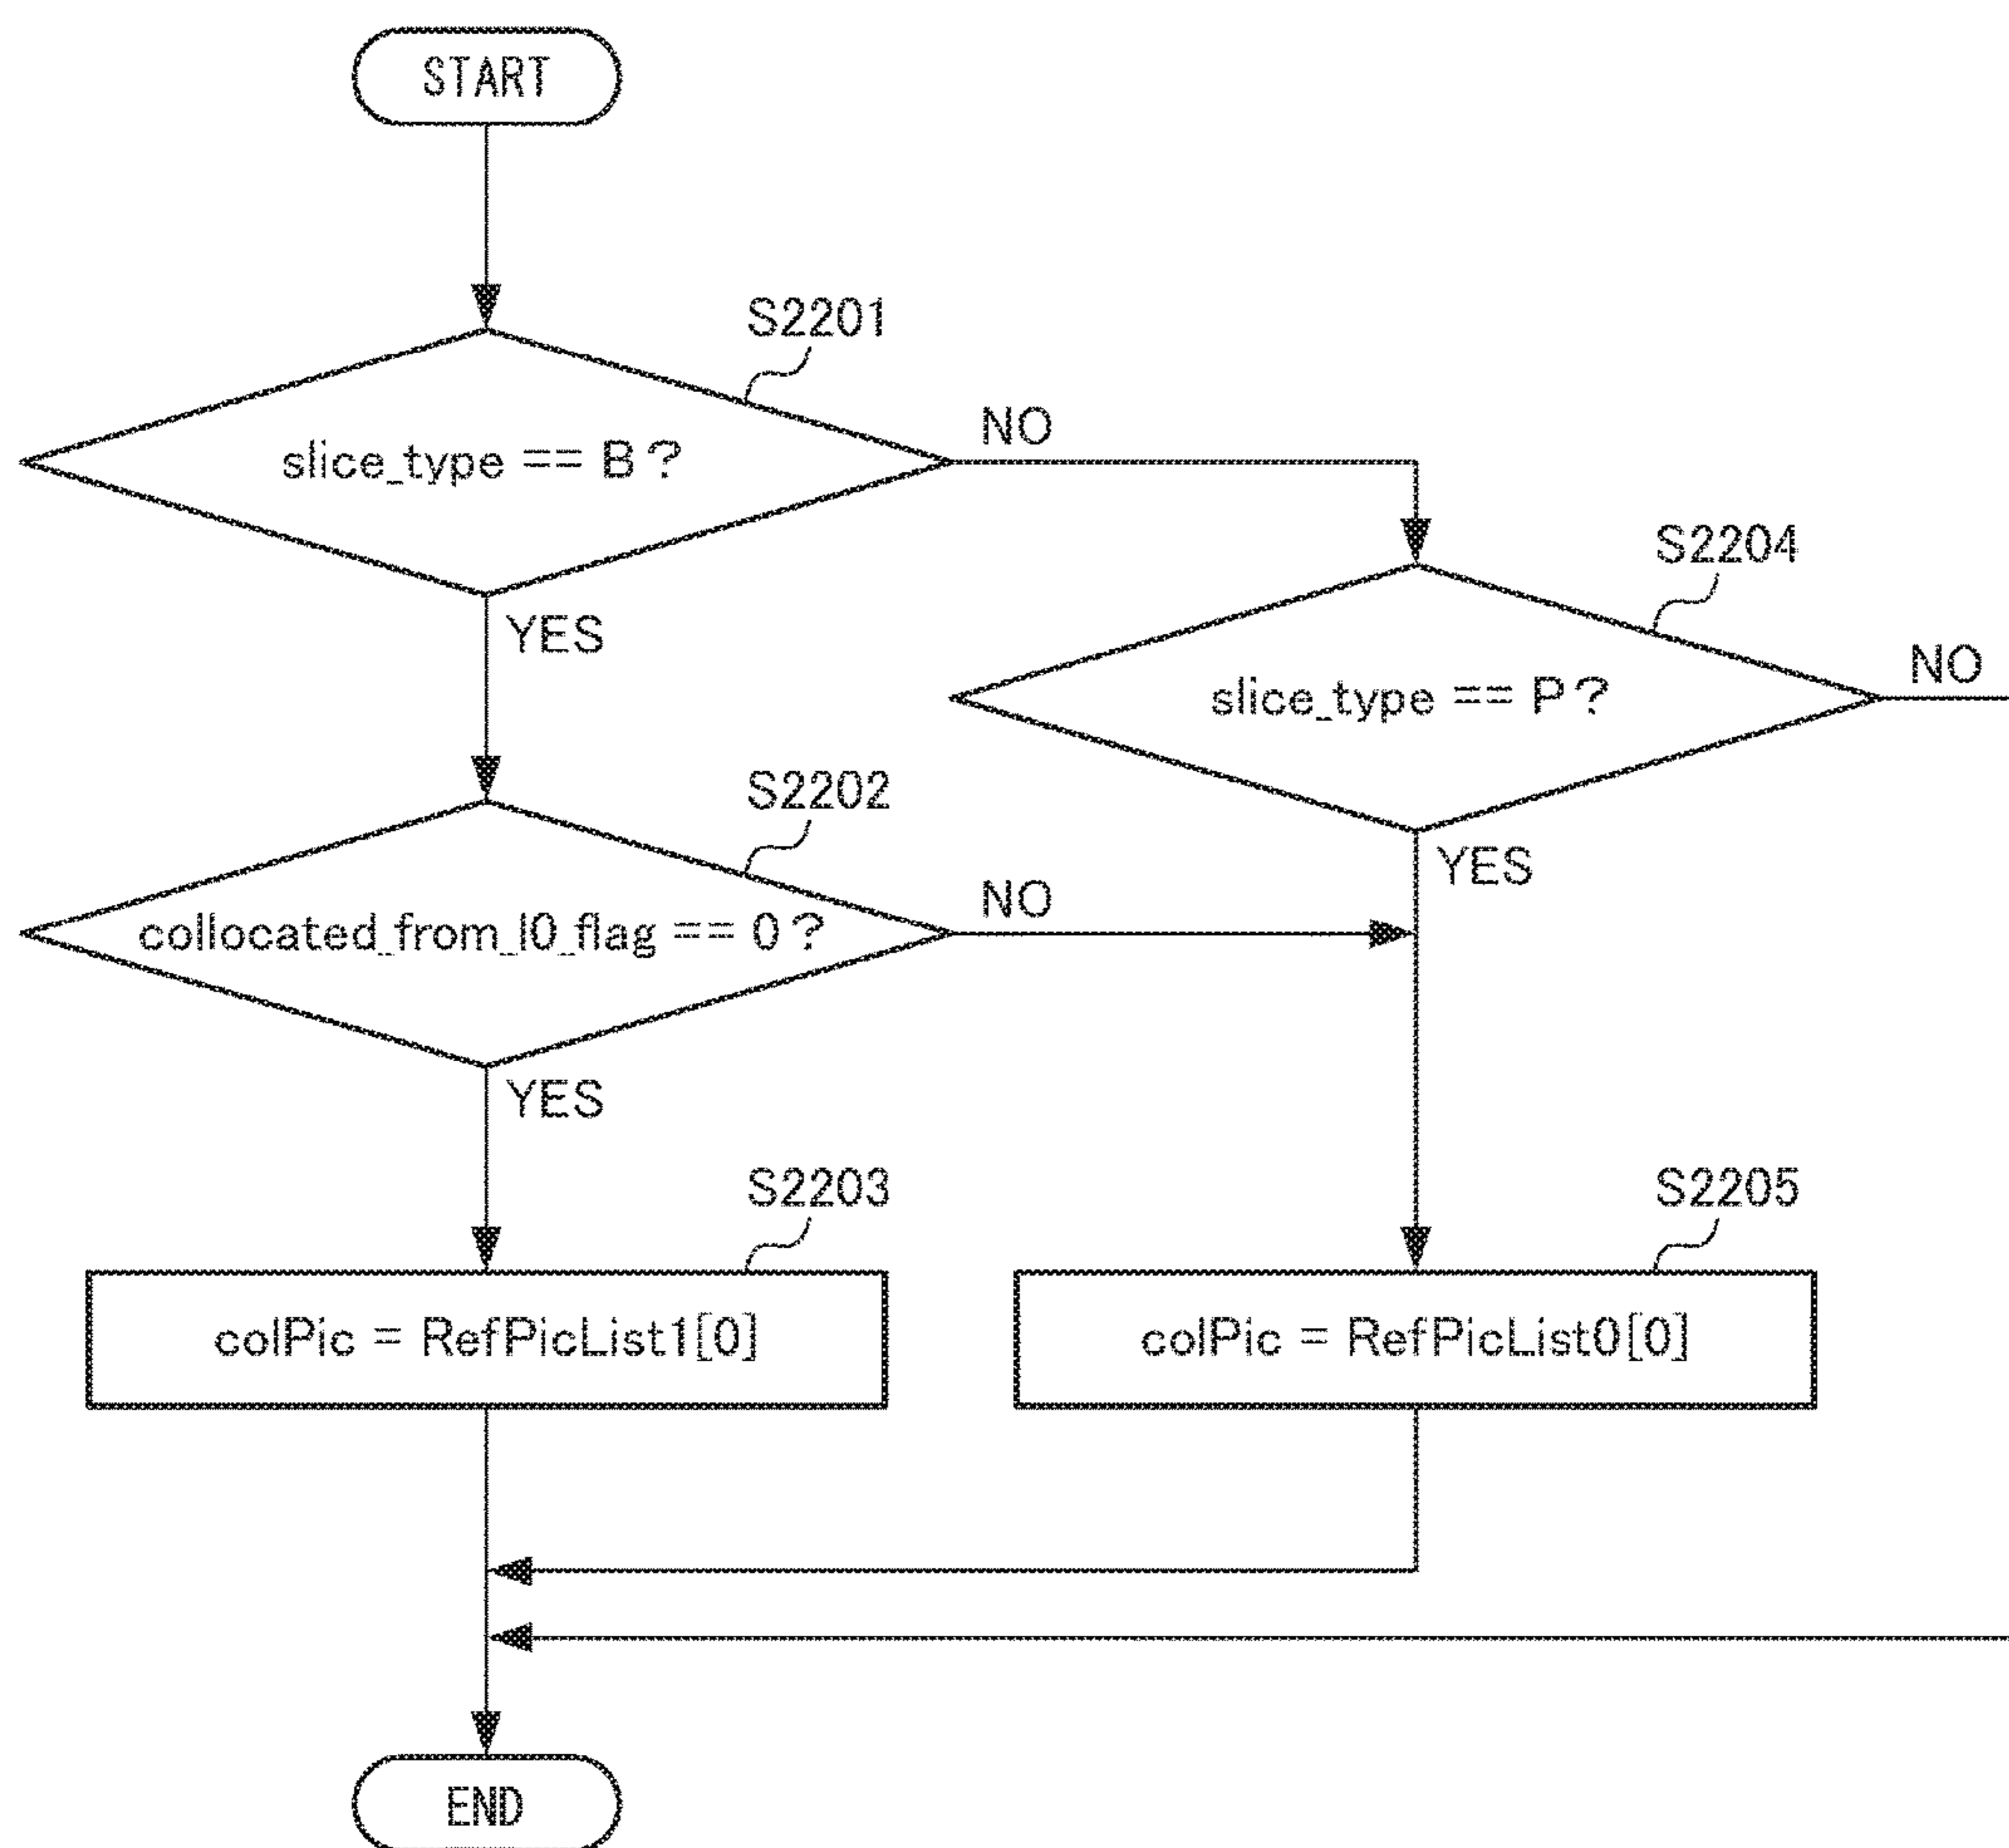 START
S2201
slice_type == B ?
NO
YES
S2204
slice_type == P ?
NO
YES
S2202
collocated_from_l0_flag == 0 ?
NO
YES
S2203
colPic = RefPicList1[0]
S2205
colPic = RefPicList0[0]
END